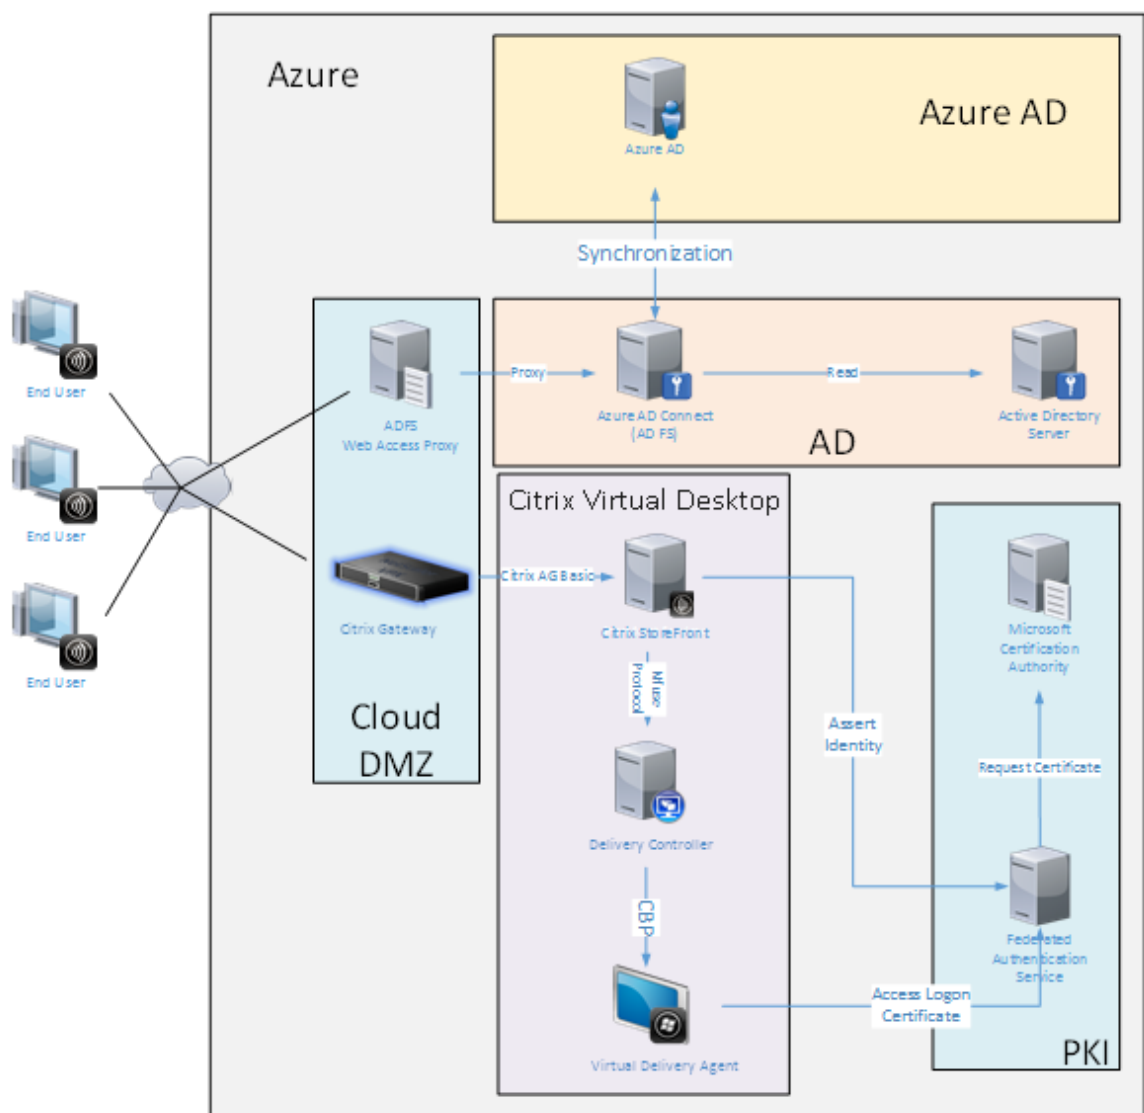 Azure
Azure AD
Azure AD
Synchronization
End User
End User
End User
ADFS
Web Access Proxy
Proxy
Azure AD Connect
(AD FS)
Read
Active Directory
Server
AD
Citrix Gateway
Cloud
DMZ
Citrix Virtual Desktop
Citrix AGBasic
Citrix StoreFront
Nfuse
Protocol
Delivery Controller
CBP
Virtual Delivery Agent
Assert
Identity
Access Logon
Certificate
Microsoft
Certification
Authority
Request Certificate
Federated
Authentication
Service
PKI